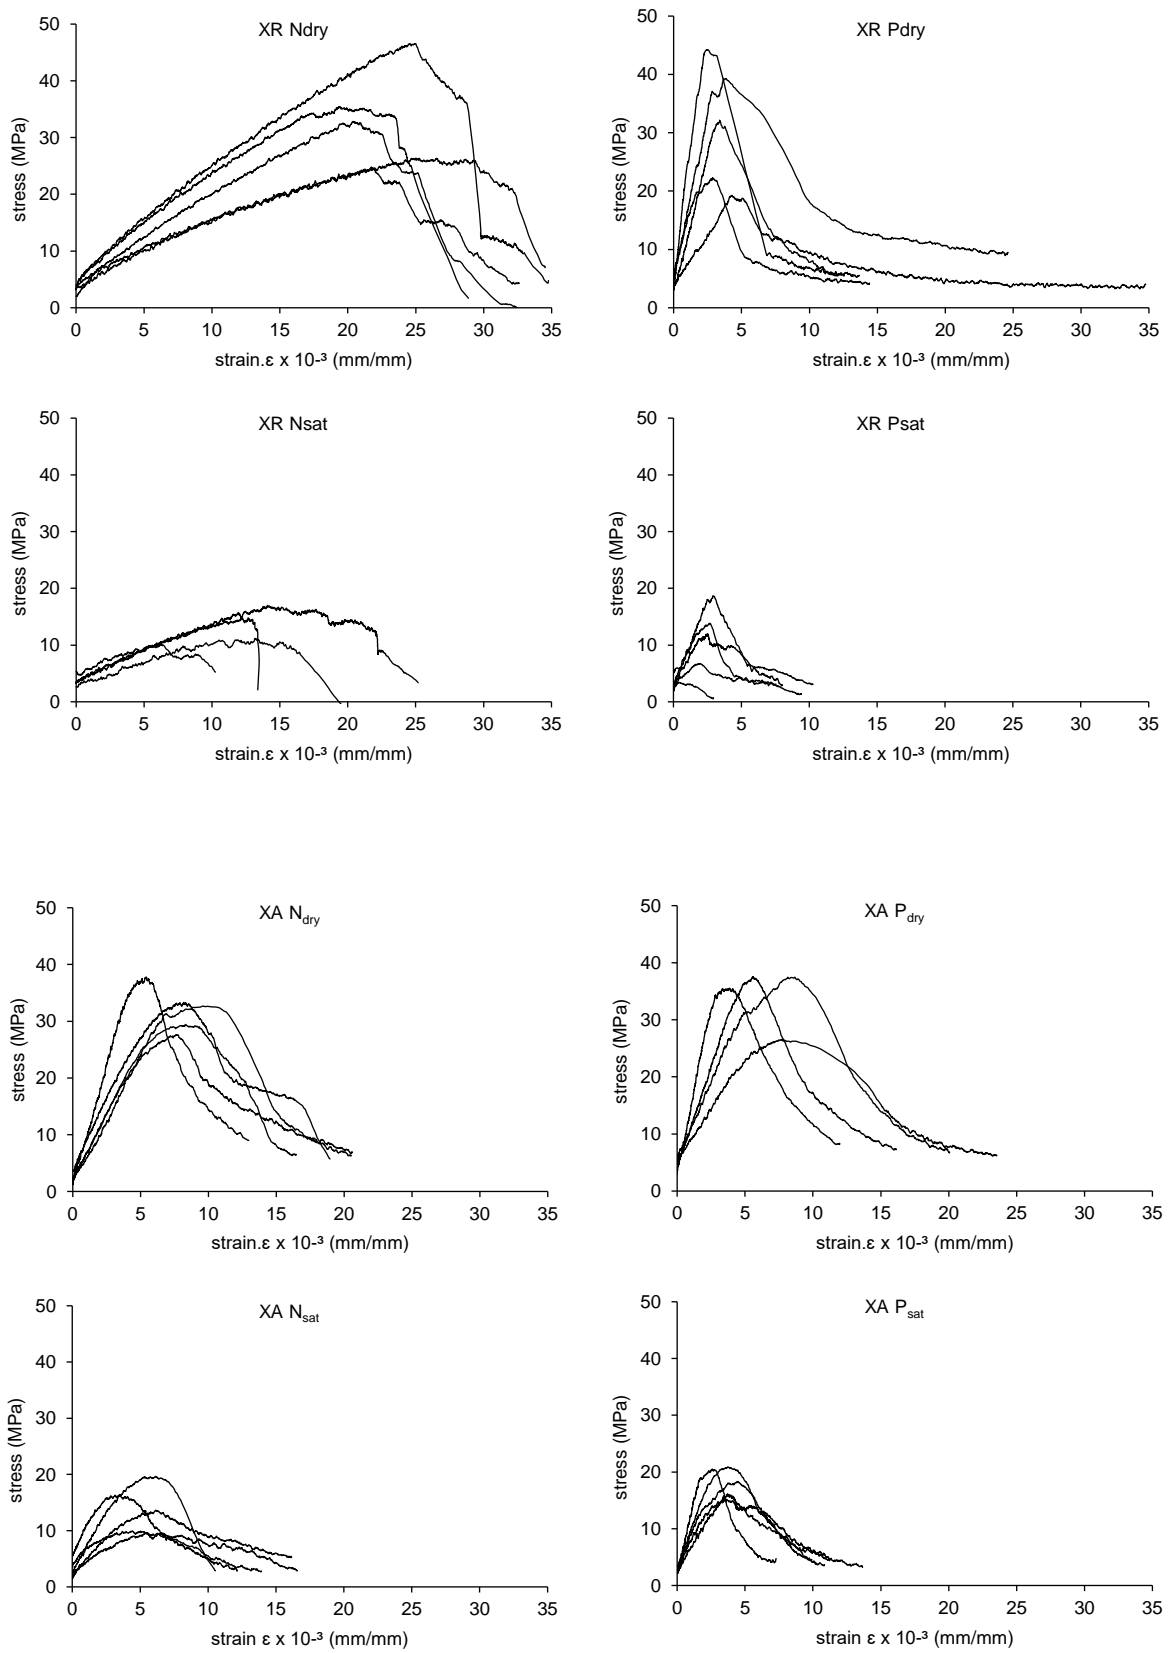 XR Ndry
50
40
30
20
10
0
stress (MPa)
0 5 10 15 20 25 30 35
strain.ε x 10-³ (mm/mm)
XR Pdry
50
40
30
20
10
0
stress (MPa)
0 5 10 15 20 25 30 35
strain.ε x 10-³ (mm/mm)
XR Nsat
50
40
30
20
10
0
stress (MPa)
0 5 10 15 20 25 30 35
strain.ε x 10-³ (mm/mm)
XR Psat
50
40
30
20
10
0
stress (MPa)
0 5 10 15 20 25 30 35
strain.ε x 10-³ (mm/mm)
XA Ndry
50
40
30
20
10
0
stress (MPa)
0 5 10 15 20 25 30 35
strain.ε x 10-³ (mm/mm)
XA Pdry
50
40
30
20
10
0
stress (MPa)
0 5 10 15 20 25 30 35
strain.ε x 10-³ (mm/mm)
XA Nsat
50
40
30
20
10
0
stress (MPa)
0 5 10 15 20 25 30 35
strain ε x 10-³ (mm/mm)
XA Psat
50
40
30
20
10
0
stress (MPa)
0 5 10 15 20 25 30 35
strain.ε x 10-³ (mm/mm)